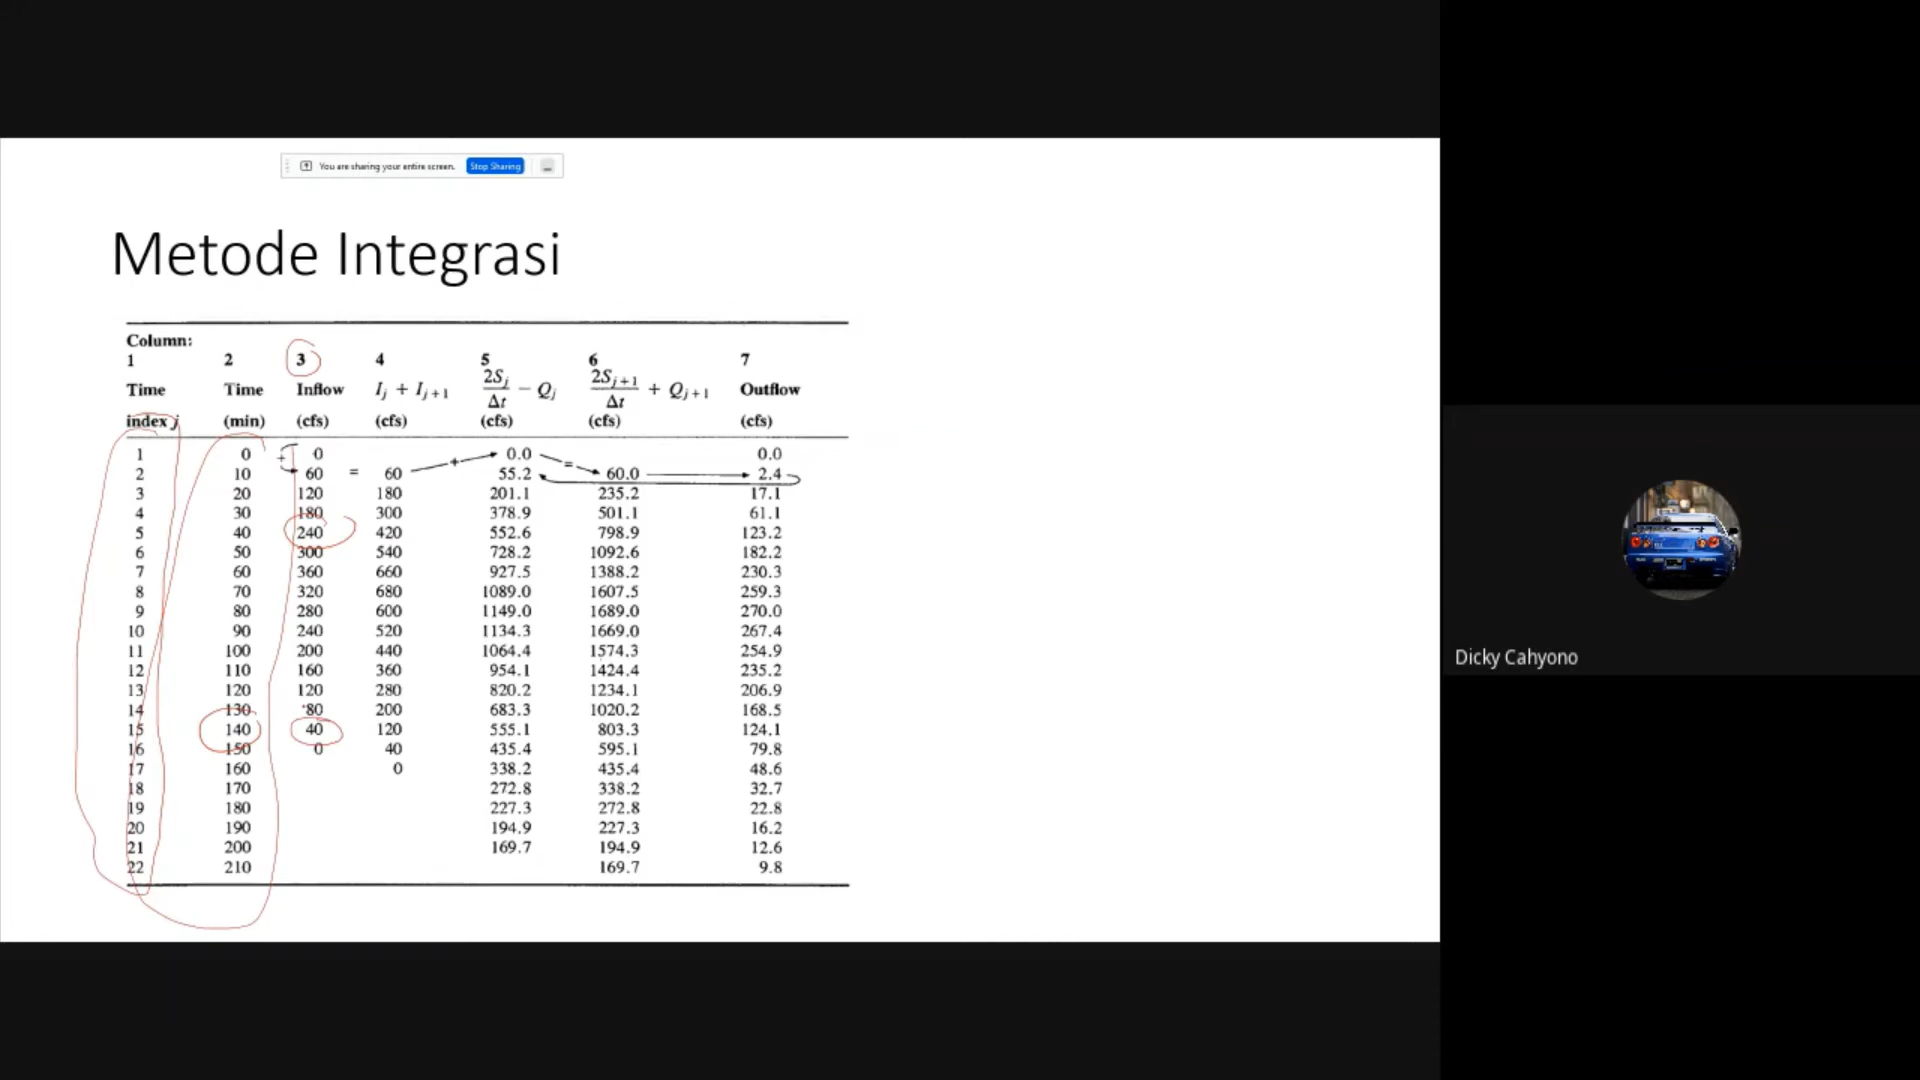 You are sharing your entire screen. Stop Sharing
Metode Integrasi
Column:
1 2 3 4 5 6 7
Time Time Inflow I_j + I_{j+1} 2S_j/Δt − Q_j 2S_{j+1}/Δt + Q_{j+1} Outflow
index j (min) (cfs) (cfs) (cfs) (cfs) (cfs)
1 0 0 0.0 0.0
2 10 60 = 60 + 55.2 = 60.0 2.4
3 20 120 180 201.1 235.2 17.1
4 30 180 300 378.9 501.1 61.1
5 40 240 420 552.6 798.9 123.2
6 50 300 540 728.2 1092.6 182.2
7 60 360 660 927.5 1388.2 230.3
8 70 320 680 1089.0 1607.5 259.3
9 80 280 600 1149.0 1689.0 270.0
10 90 240 520 1134.3 1669.0 267.4
11 100 200 440 1064.4 1574.3 254.9
12 110 160 360 954.1 1424.4 235.2
13 120 120 280 820.2 1234.1 206.9
14 130 80 200 683.3 1020.2 168.5
15 140 40 120 555.1 803.3 124.1
16 150 0 40 435.4 595.1 79.8
17 160 0 338.2 435.4 48.6
18 170 272.8 338.2 32.7
19 180 227.3 272.8 22.8
20 190 194.9 227.3 16.2
21 200 169.7 194.9 12.6
22 210 169.7 9.8
Dicky Cahyono